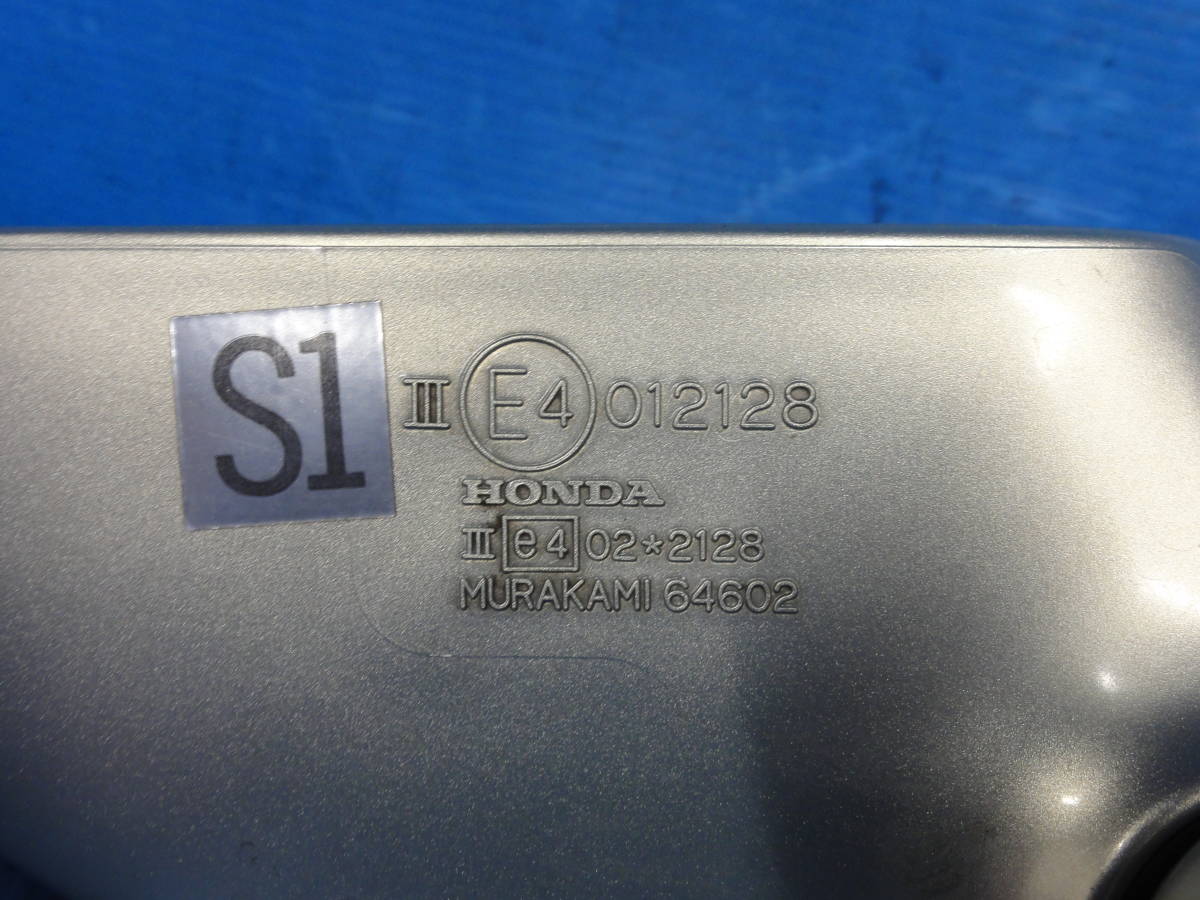 S1
III E4 012128
HONDA
III e4 02*2128
MURAKAMI 64602